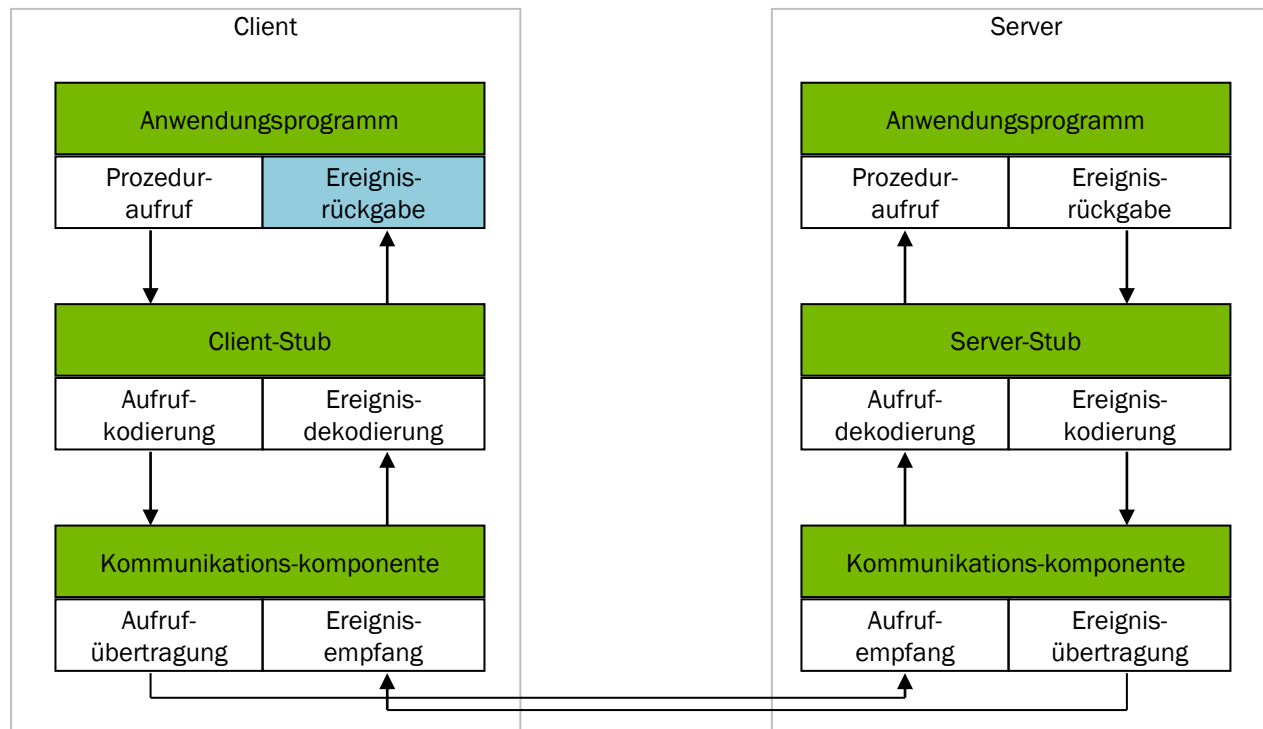 Client
Anwendungsprogramm
Prozedur-
aufruf
Ereignis-
rückgabe
Client-Stub
Aufruf-
kodierung
Ereignis-
dekodierung
Kommunikations-komponente
Aufruf-
übertragung
Ereignis-
empfang
Server
Anwendungsprogramm
Prozedur-
aufruf
Ereignis-
rückgabe
Server-Stub
Aufruf-
dekodierung
Ereignis-
kodierung
Kommunikations-komponente
Aufruf-
empfang
Ereignis-
übertragung